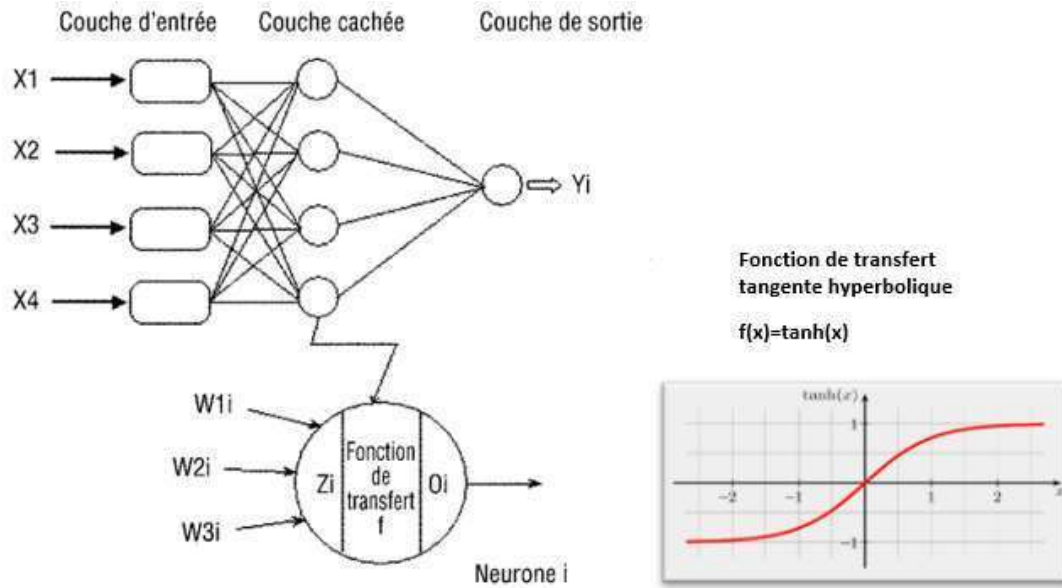 Couche d'entrée Couche cachée Couche de sortie
X1
X2
Yi
X3
X4
Fonction de transfert
tangente hyperbolique
f(x)=tanh(x)
W1i
W2i
W3i
Zi
Fonction
de
transfert
f
Oi
Neurone i
tanh(x)
1
-2 -1 1 2 x
-1